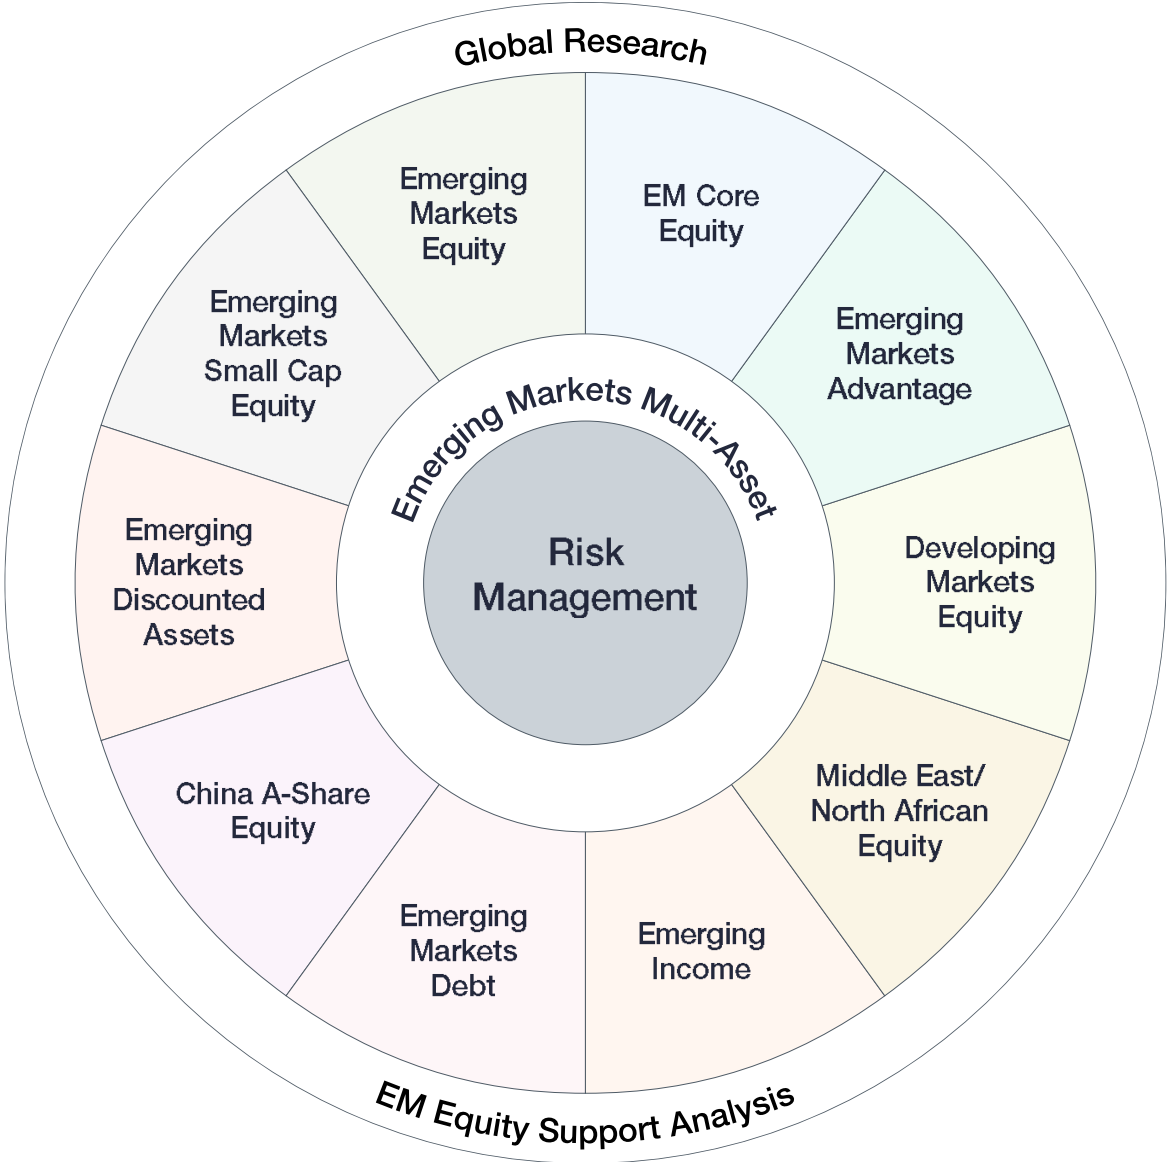 Global Research
EM Core
Equity
Emerging
Markets
Advantage
Developing
Markets
Equity
Middle East/
North African
Equity
Emerging
Income
Emerging
Markets
Debt
China A-Share
Equity
Emerging
Markets
Discounted
Assets
Emerging
Markets
Small Cap
Equity
Emerging
Markets
Equity
Emerging Markets Multi-Asset
Risk
Management
EM Equity Support Analysis